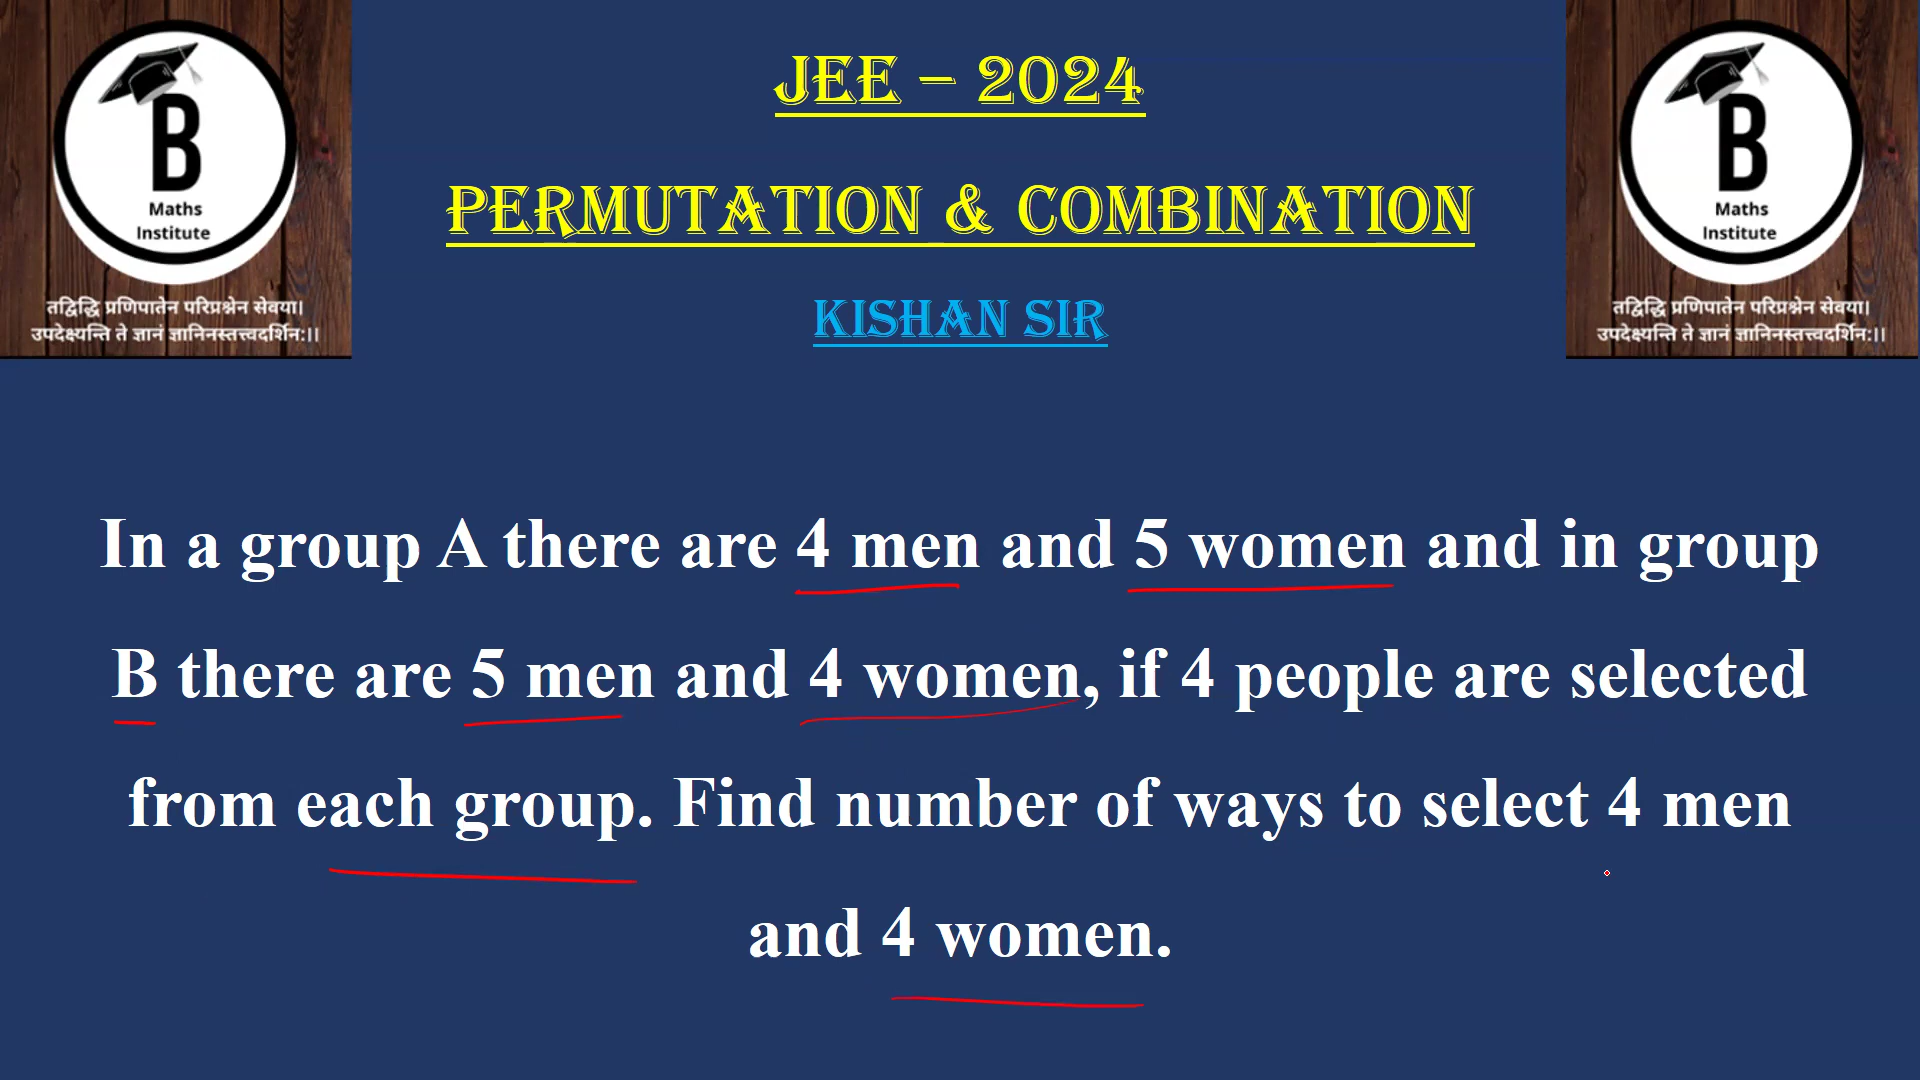 B
Maths
Institute
तद्विद्धि प्रणिपातेन परिप्रश्नेन सेवया।
उपदेक्ष्यन्ति ते ज्ञानं ज्ञानिनस्तत्त्वदर्शिन:।।
JEE – 2024
PERMUTATION & COMBINATION
KISHAN SIR
B
Maths
Institute
तद्विद्धि प्रणिपातेन परिप्रश्नेन सेवया।
उपदेक्ष्यन्ति ते ज्ञानं ज्ञानिनस्तत्त्वदर्शिन:।।
In a group A there are 4 men and 5 women and in group
B there are 5 men and 4 women, if 4 people are selected
from each group. Find number of ways to select 4 men
and 4 women.